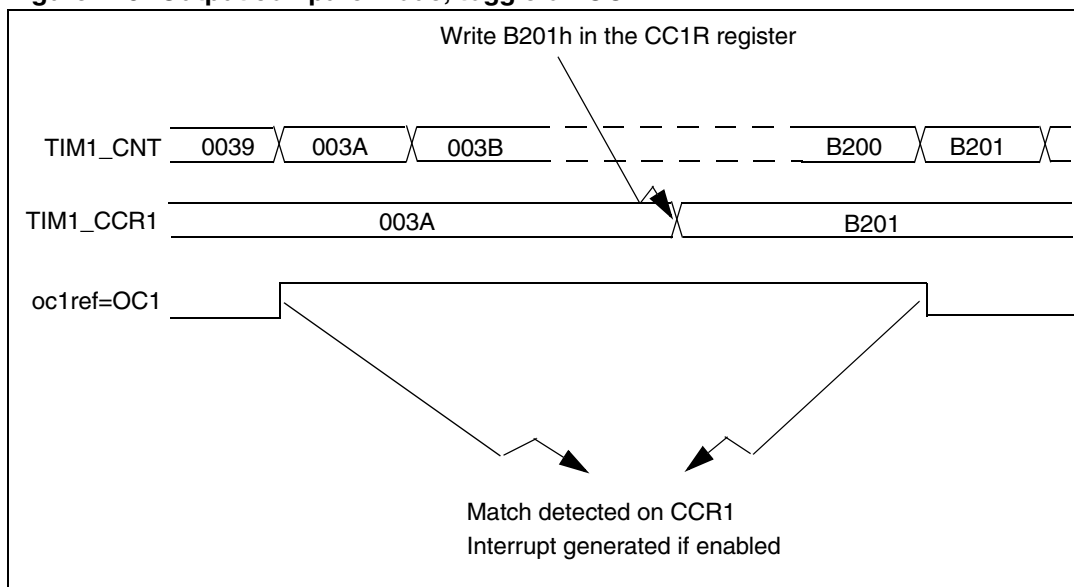 Write B201h in the CC1R register
TIM1_CNT 0039 003A 003B B200 B201
TIM1_CCR1 003A B201
oc1ref=OC1
Match detected on CCR1
Interrupt generated if enabled